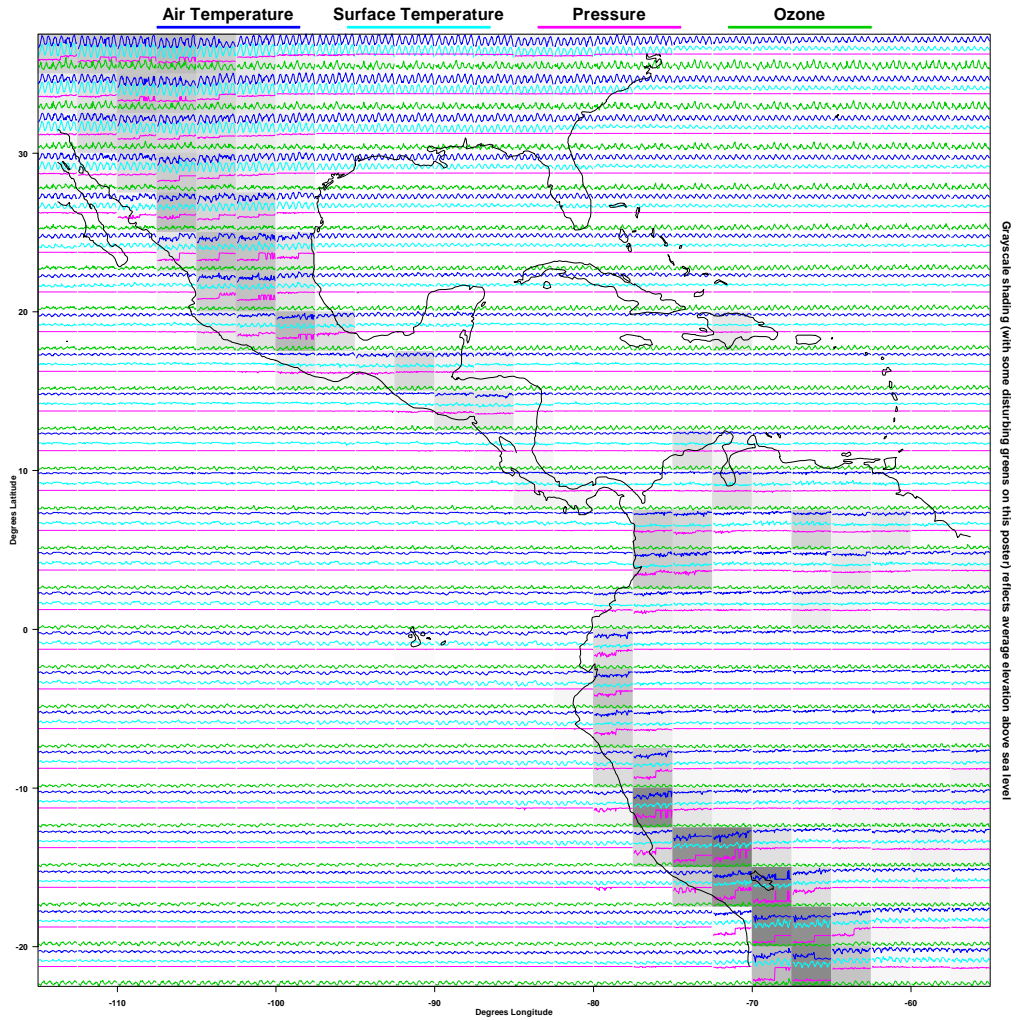 Air Temperature
Surface Temperature
Pressure
Ozone
30
20
10
0
-10
-20
Degrees Latitude
-110
-100
-90
-80
-70
-60
Degrees Longitude
Grayscale shading (with some disturbing greens on this poster) reflects average elevation above sea level